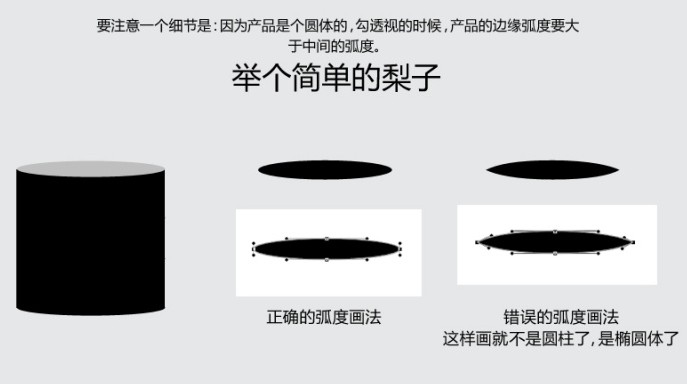 要注意一个细节是:因为产品是个圆体的,勾透视的时候,产品的边缘弧度要大
于中间的弧度。
举个简单的梨子
正确的弧度画法
错误的弧度画法
这样画就不是圆柱了,是椭圆体了